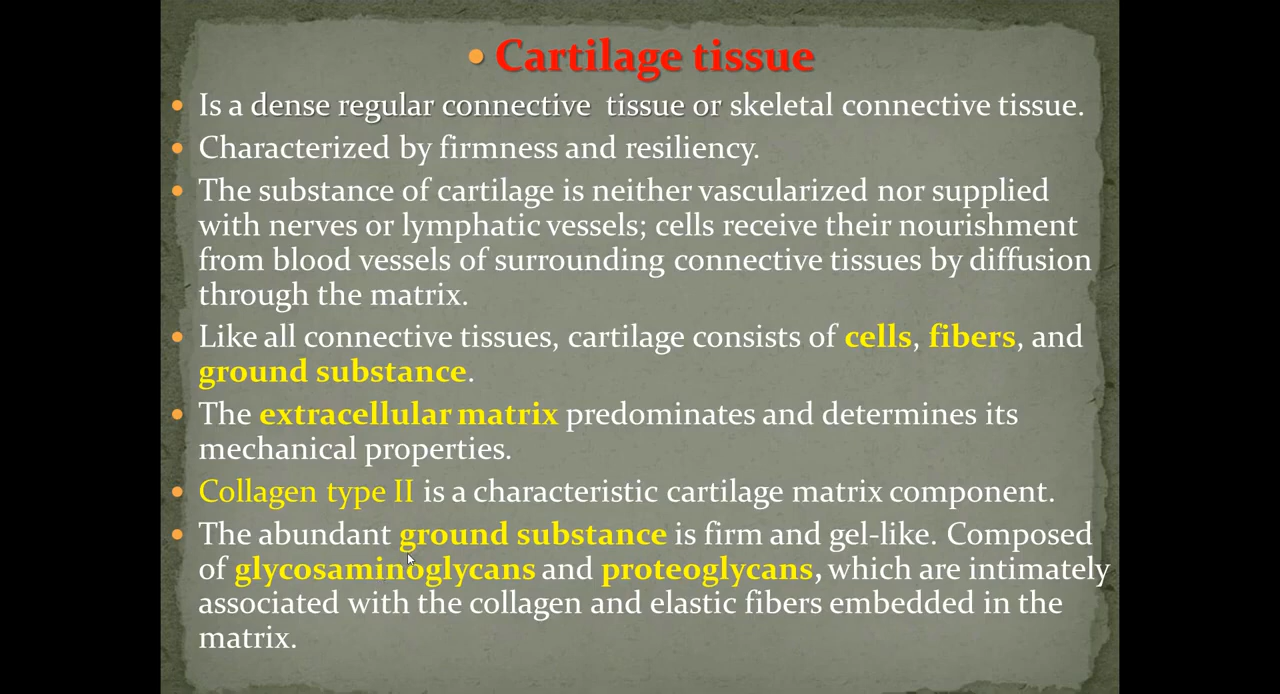 • Cartilage tissue
• Is a dense regular connective tissue or skeletal connective tissue.
• Characterized by firmness and resiliency.
• The substance of cartilage is neither vascularized nor supplied
with nerves or lymphatic vessels; cells receive their nourishment
from blood vessels of surrounding connective tissues by diffusion
through the matrix.
• Like all connective tissues, cartilage consists of cells, fibers, and
ground substance.
• The extracellular matrix predominates and determines its
mechanical properties.
• Collagen type II is a characteristic cartilage matrix component.
• The abundant ground substance is firm and gel-like. Composed
of glycosaminoglycans and proteoglycans, which are intimately
associated with the collagen and elastic fibers embedded in the
matrix.